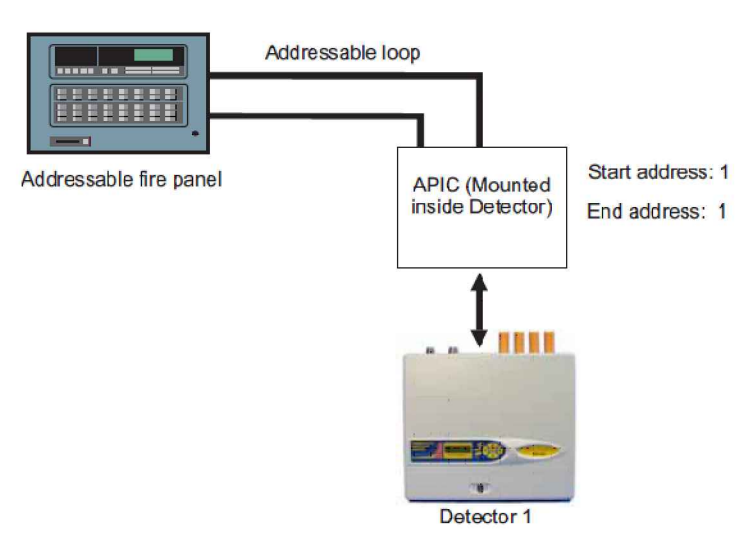 Addressable loop
Addressable fire panel
APIC (Mounted
inside Detector)
Start address: 1
End address: 1
Detector 1